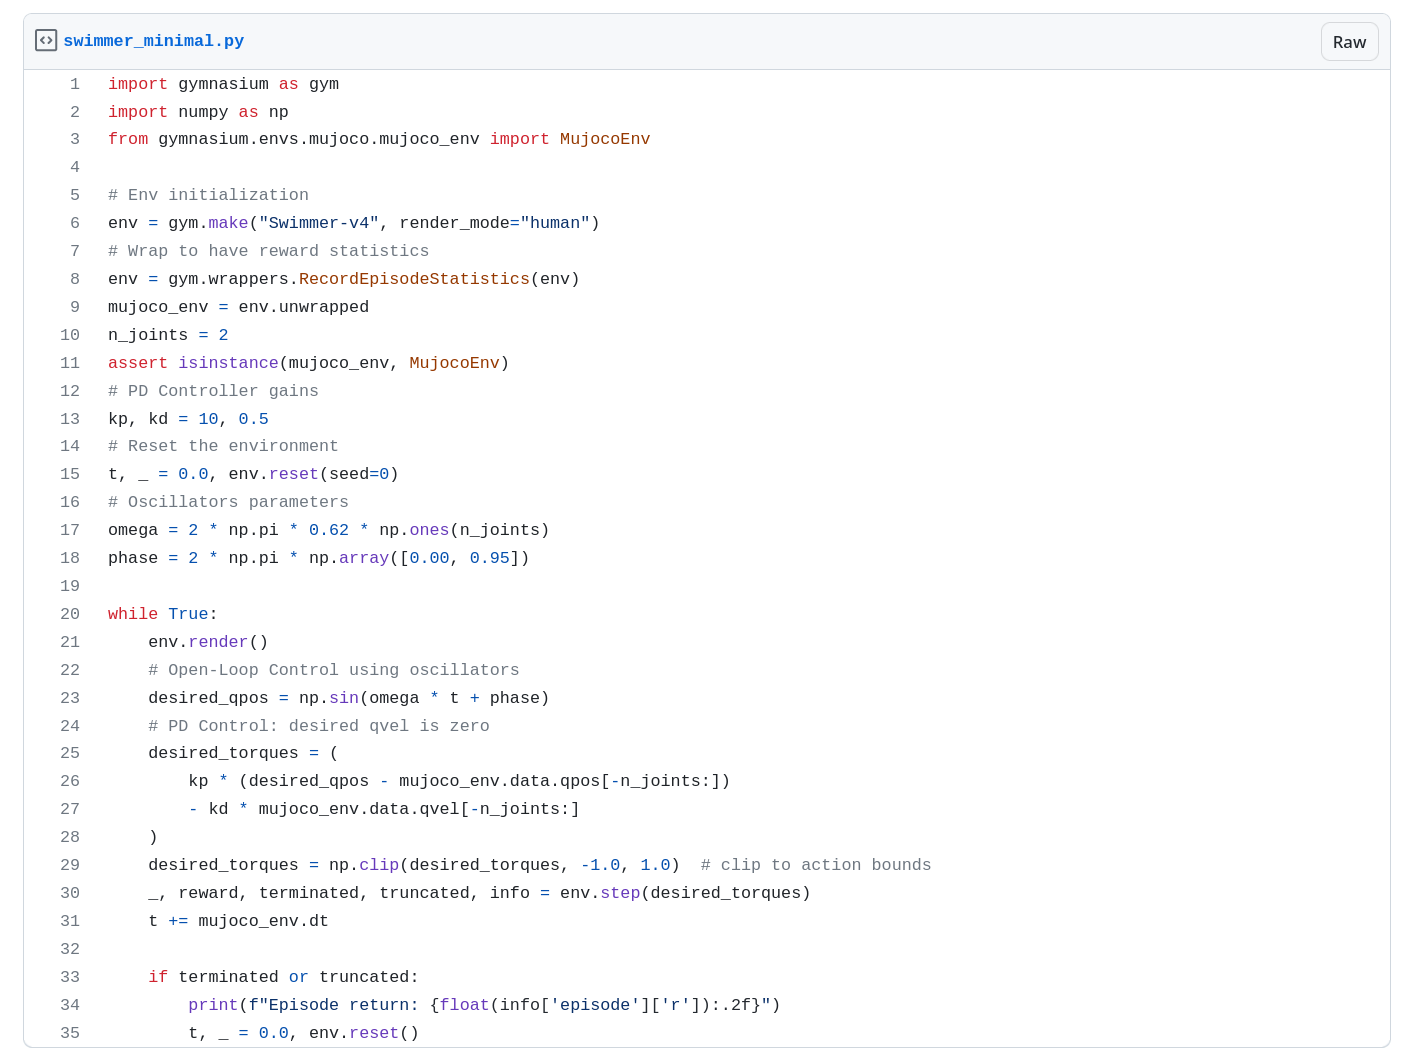 swimmer_minimal.py
Raw
1 import gymnasium as gym
2 import numpy as np
3 from gymnasium.envs.mujoco.mujoco_env import MujocoEnv
4
5 # Env initialization
6 env = gym.make("Swimmer-v4", render_mode="human")
7 # Wrap to have reward statistics
8 env = gym.wrappers.RecordEpisodeStatistics(env)
9 mujoco_env = env.unwrapped
10 n_joints = 2
11 assert isinstance(mujoco_env, MujocoEnv)
12 # PD Controller gains
13 kp, kd = 10, 0.5
14 # Reset the environment
15 t, _ = 0.0, env.reset(seed=0)
16 # Oscillators parameters
17 omega = 2 * np.pi * 0.62 * np.ones(n_joints)
18 phase = 2 * np.pi * np.array([0.00, 0.95])
19
20 while True:
21     env.render()
22     # Open-Loop Control using oscillators
23     desired_qpos = np.sin(omega * t + phase)
24     # PD Control: desired qvel is zero
25     desired_torques = (
26         kp * (desired_qpos - mujoco_env.data.qpos[-n_joints:])
27         - kd * mujoco_env.data.qvel[-n_joints:]
28     )
29     desired_torques = np.clip(desired_torques, -1.0, 1.0)  # clip to action bounds
30     _, reward, terminated, truncated, info = env.step(desired_torques)
31     t += mujoco_env.dt
32
33     if terminated or truncated:
34         print(f"Episode return: {float(info['episode']['r']):.2f}")
35         t, _ = 0.0, env.reset()